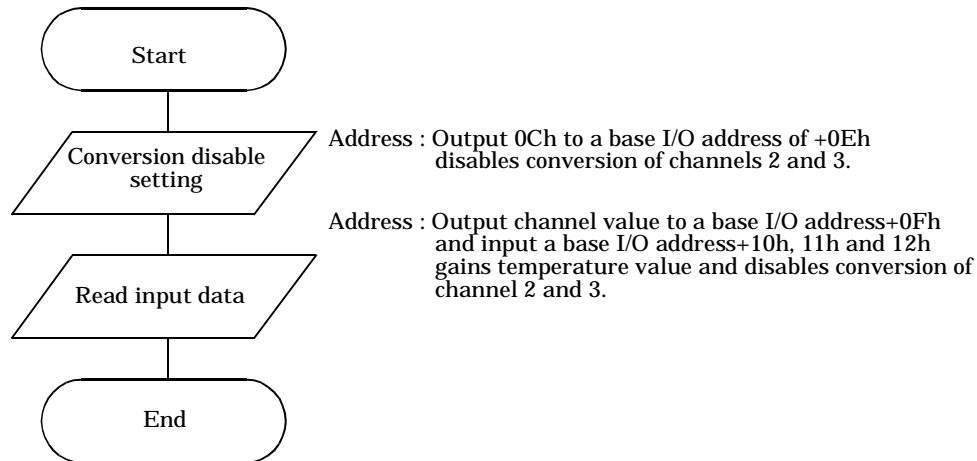 Start
Conversion disable
setting
Address : Output 0Ch to a base I/O address of +0Eh
disables conversion of channels 2 and 3.
Address : Output channel value to a base I/O address+0Fh
and input a base I/O address+10h, 11h and 12h
gains temperature value and disables conversion of
channel 2 and 3.
Read input data
End